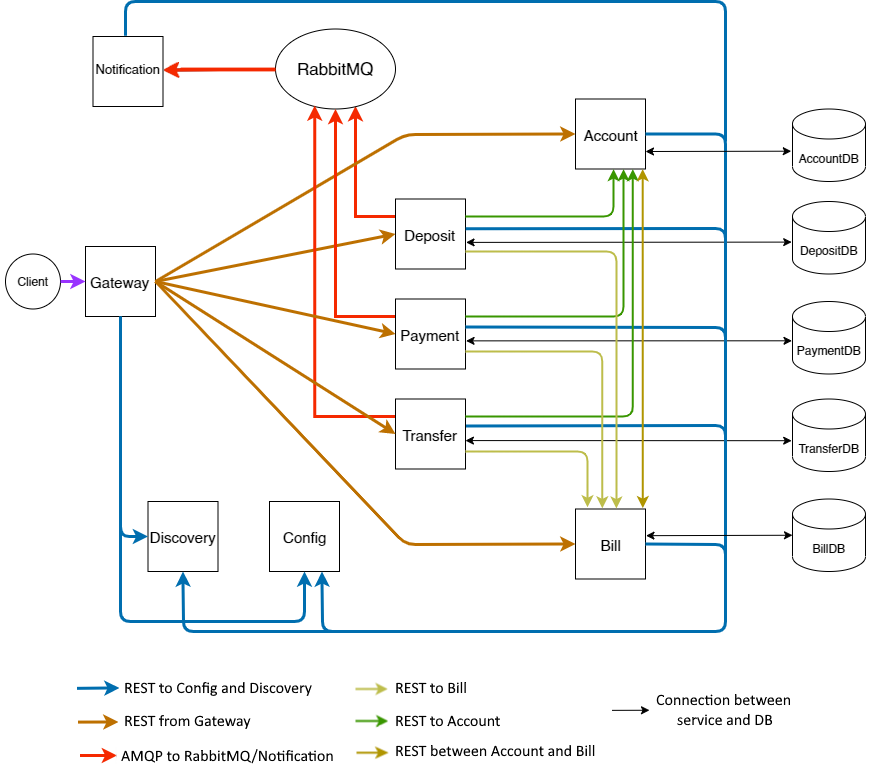 Notification
RabbitMQ
Account
AccountDB
Deposit
DepositDB
Client
Gateway
Payment
PaymentDB
Transfer
TransferDB
Discovery
Config
Bill
BillDB
REST to Config and Discovery
REST to Bill
Connection between
service and DB
REST from Gateway
REST to Account
AMQP to RabbitMQ/Notification
REST between Account and Bill